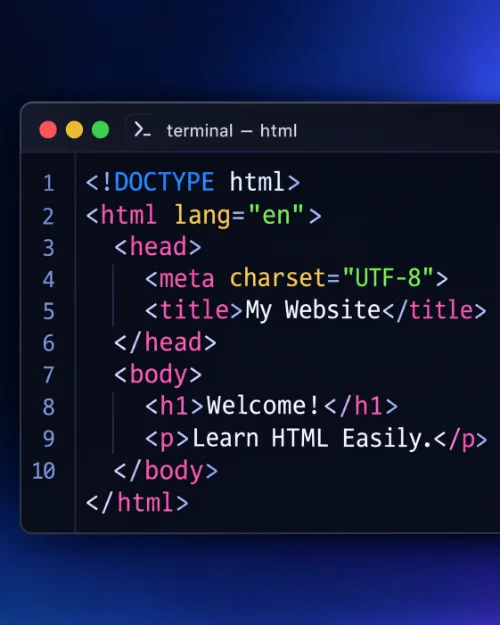 >_ terminal — html
1 <!DOCTYPE html>
2 <html lang="en">
3 <head>
4 <meta charset="UTF-8">
5 <title>My Website</title>
6 </head>
7 <body>
8 <h1>Welcome!</h1>
9 <p>Learn HTML Easily.</p>
10 </body>
</html>